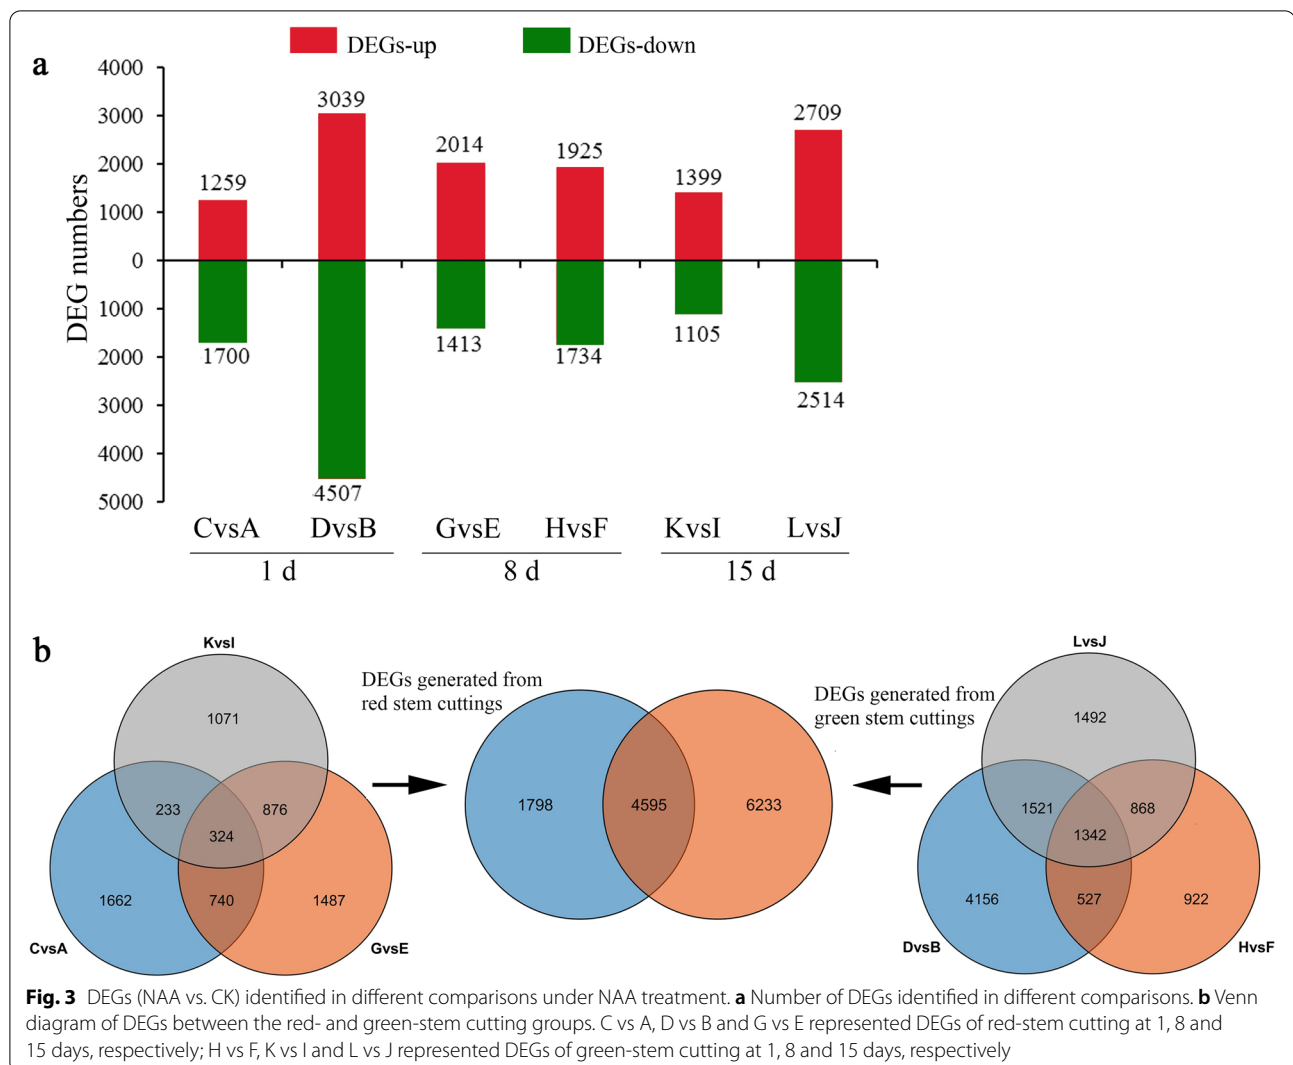 DEGs-up DEGs-down
a
4000
3000
2000
1000
0
1000
2000
3000
4000
5000
DEG numbers
1259 3039 2014 1925 1399 2709
1700 4507 1413 1734 1105 2514
CvsA DvsB GvsE HvsF KvsI LvsJ
1 d 8 d 15 d
b
KvsI
1071
233 876
324
1662 740 1487
CvsA GvsE
DEGs generated from
red stem cuttings
1798 4595 6233
DEGs generated from
green stem cuttings
LvsJ
1492
1521 868
1342
4156 527 922
DvsB HvsF
Fig. 3 DEGs (NAA vs. CK) identified in different comparisons under NAA treatment. a Number of DEGs identified in different comparisons. b Venn
diagram of DEGs between the red- and green-stem cutting groups. C vs A, D vs B and G vs E represented DEGs of red-stem cutting at 1, 8 and
15 days, respectively; H vs F, K vs I and L vs J represented DEGs of green-stem cutting at 1, 8 and 15 days, respectively